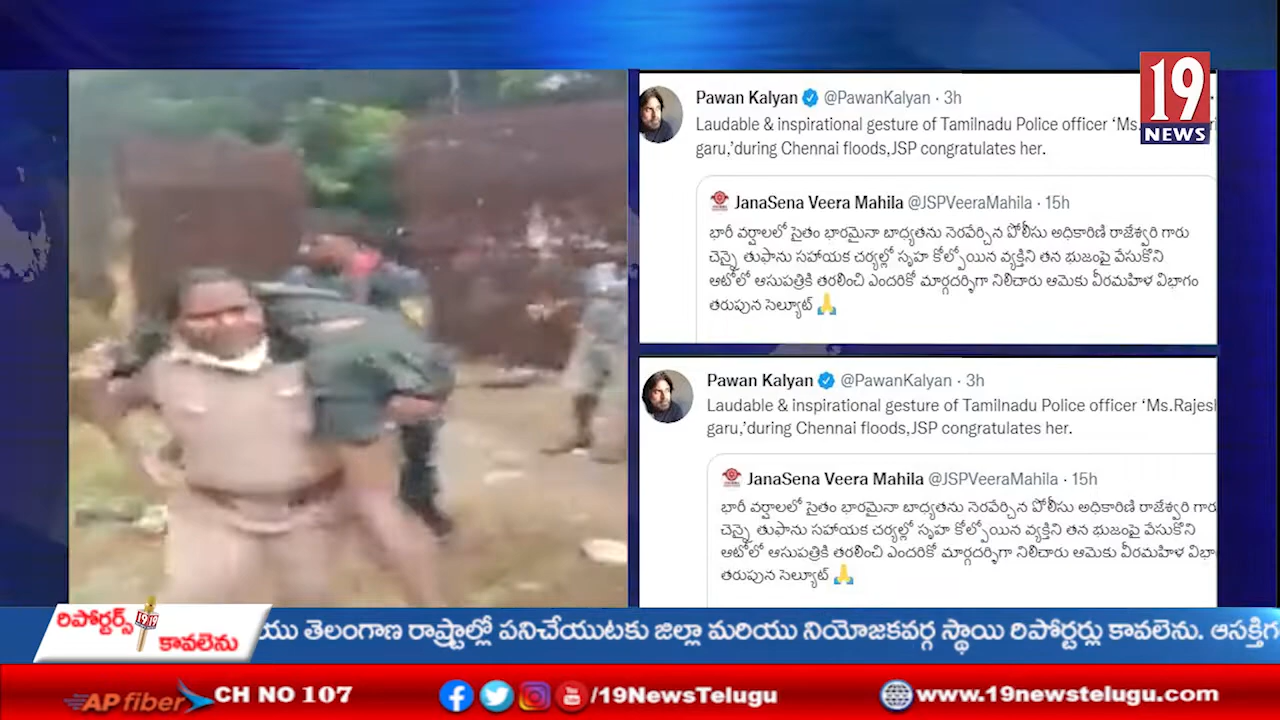 19
NEWS
Pawan Kalyan @PawanKalyan · 3h
Laudable & inspirational gesture of Tamilnadu Police officer ‘Ms.
garu,’during Chennai floods,JSP congratulates her.
JanaSena Veera Mahila @JSPVeeraMahila · 15h
భారీ వర్షాలలో సైతం భారమైనా బాధ్యతను నెరవేర్చిన పోలీసు అధికారిణి రాజేశ్వరి గారు
చెన్నై తుఫాను సహాయక చర్యల్లో సృహ కోల్పోయిన వ్యక్తిని తన భుజంపై వేసుకొని
ఆటోలో ఆసుపత్రికి తరలించి ఎందరికో మార్గదర్శిగా నిలిచారు ఆమెకు వీరమహిళ విభాగం
తరుపున సెల్యూట్ 🙏
Pawan Kalyan @PawanKalyan · 3h
Laudable & inspirational gesture of Tamilnadu Police officer ‘Ms.Rajesh
garu,’during Chennai floods,JSP congratulates her.
JanaSena Veera Mahila @JSPVeeraMahila · 15h
భారీ వర్షాలలో సైతం భారమైనా బాధ్యతను నెరవేర్చిన పోలీసు అధికారిణి రాజేశ్వరి గారు
చెన్నై తుఫాను సహాయక చర్యల్లో సృహ కోల్పోయిన వ్యక్తిని తన భుజంపై వేసుకొని
ఆటోలో ఆసుపత్రికి తరలించి ఎందరికో మార్గదర్శిగా నిలిచారు ఆమెకు వీరమహిళ విభా
తరుపున సెల్యూట్ 🙏
రిపోర్టర్స్ కావలెను
యు తెలంగాణ రాష్ట్రాల్లో పనిచేయుటకు జిల్లా మరియు నియోజకవర్గ స్థాయి రిపోర్టర్లు కావలెను. ఆసక్తిగ
AP fiber CH NO 107 /19NewsTelugu www.19newstelugu.com